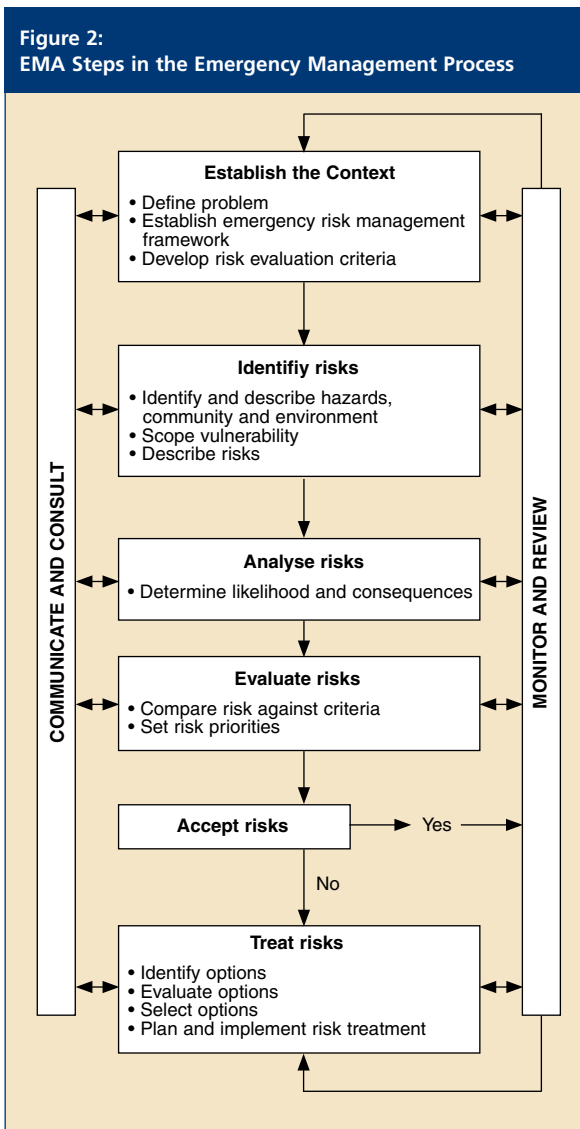 Figure 2:
EMA Steps in the Emergency Management Process
Establish the Context
• Define problem
• Establish emergency risk management
framework
• Develop risk evaluation criteria
Identifiy risks
• Identify and describe hazards,
community and environment
• Scope vulnerability
• Describe risks
Analyse risks
• Determine likelihood and consequences
Evaluate risks
• Compare risk against criteria
• Set risk priorities
Accept risks
Yes
No
Treat risks
• Identify options
• Evaluate options
• Select options
• Plan and implement risk treatment
COMMUNICATE AND CONSULT
MONITOR AND REVIEW